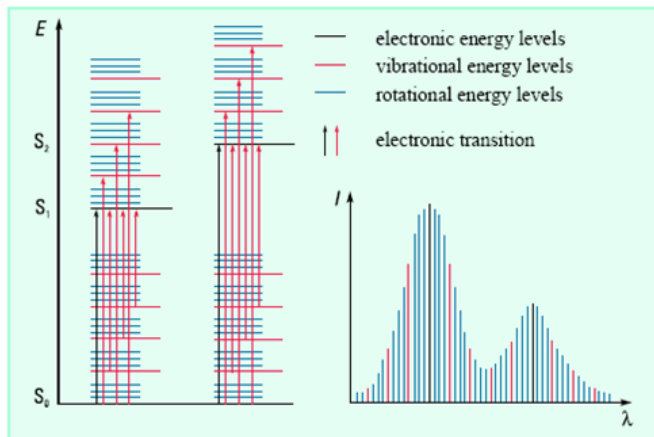 E
electronic energy levels
vibrational energy levels
rotational energy levels
electronic transition
S₂
S₁
S₀
I
λ